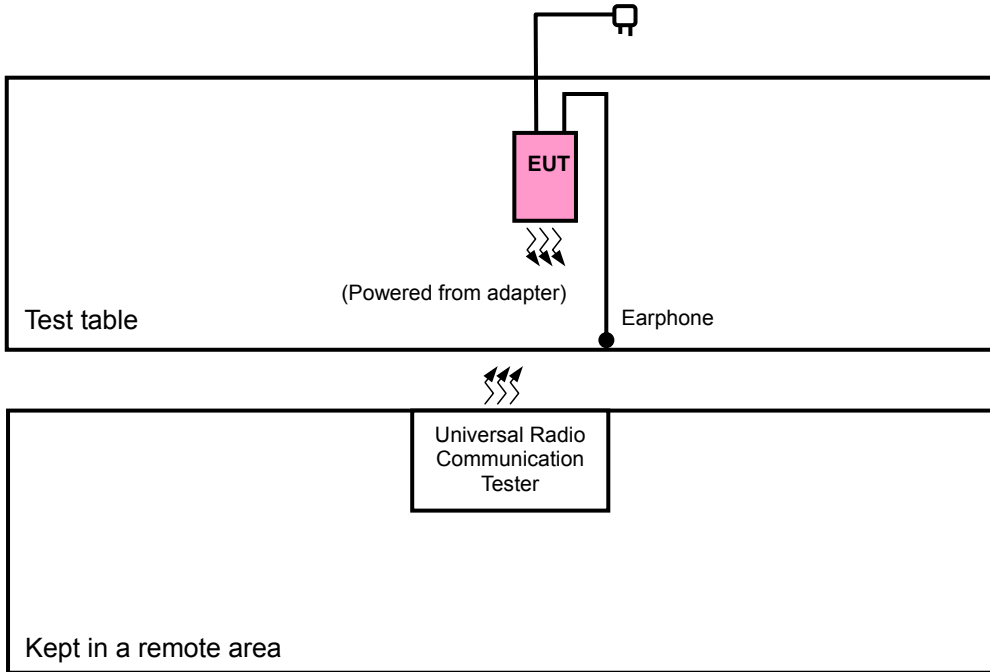 EUT
(Powered from adapter)
Test table
Earphone
Universal Radio
Communication
Tester
Kept in a remote area